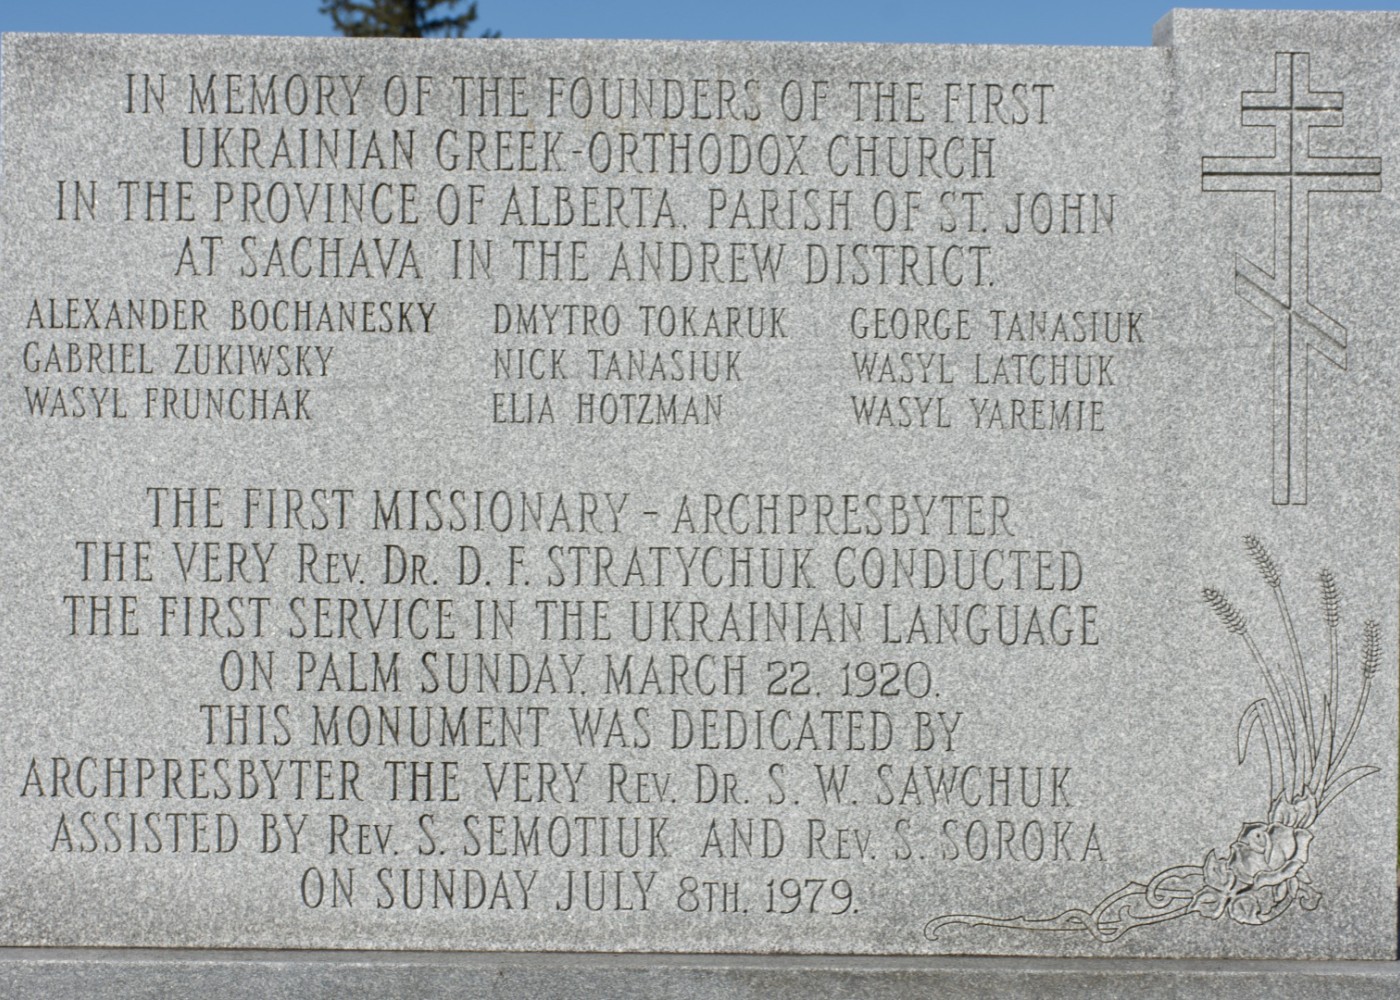 IN MEMORY OF THE FOUNDERS OF THE FIRST
UKRAINIAN GREEK-ORTHODOX CHURCH
IN THE PROVINCE OF ALBERTA, PARISH OF ST. JOHN
AT SACHAVA IN THE ANDREW DISTRICT.
ALEXANDER BOCHANESKY DMYTRO TOKARUK GEORGE TANASIUK
GABRIEL ZUKIWSKY NICK TANASIUK WASYL LATCHUK
WASYL FRUNCHAK ELIA HOTZMAN WASYL YAREMIE
THE FIRST MISSIONARY - ARCHPRESBYTER
THE VERY REV. DR. D. F. STRATYCHUK CONDUCTED
THE FIRST SERVICE IN THE UKRAINIAN LANGUAGE
ON PALM SUNDAY, MARCH 22, 1920.
THIS MONUMENT WAS DEDICATED BY
ARCHPRESBYTER THE VERY REV. DR. S. W. SAWCHUK
ASSISTED BY REV. S. SEMOTIUK AND REV. S. SOROKA
ON SUNDAY JULY 8TH, 1979.